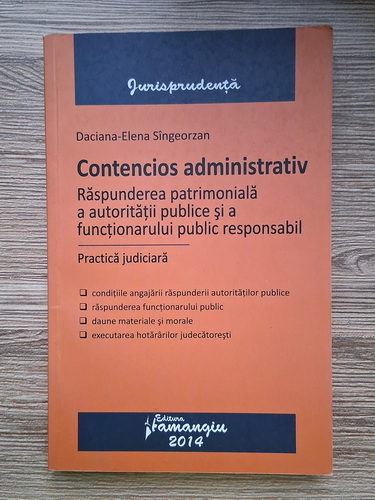 Jurisprudență
Daciana-Elena Sîngeorzan
Contencios administrativ
Răspunderea patrimonială
a autorității publice și a
funcționarului public responsabil
Practică judiciară
❑ condițiile angajării răspunderii autorităților publice
❑ răspunderea funcționarului public
❑ daune materiale și morale
❑ executarea hotărârilor judecătorești
Editura
Hamangiu
2014